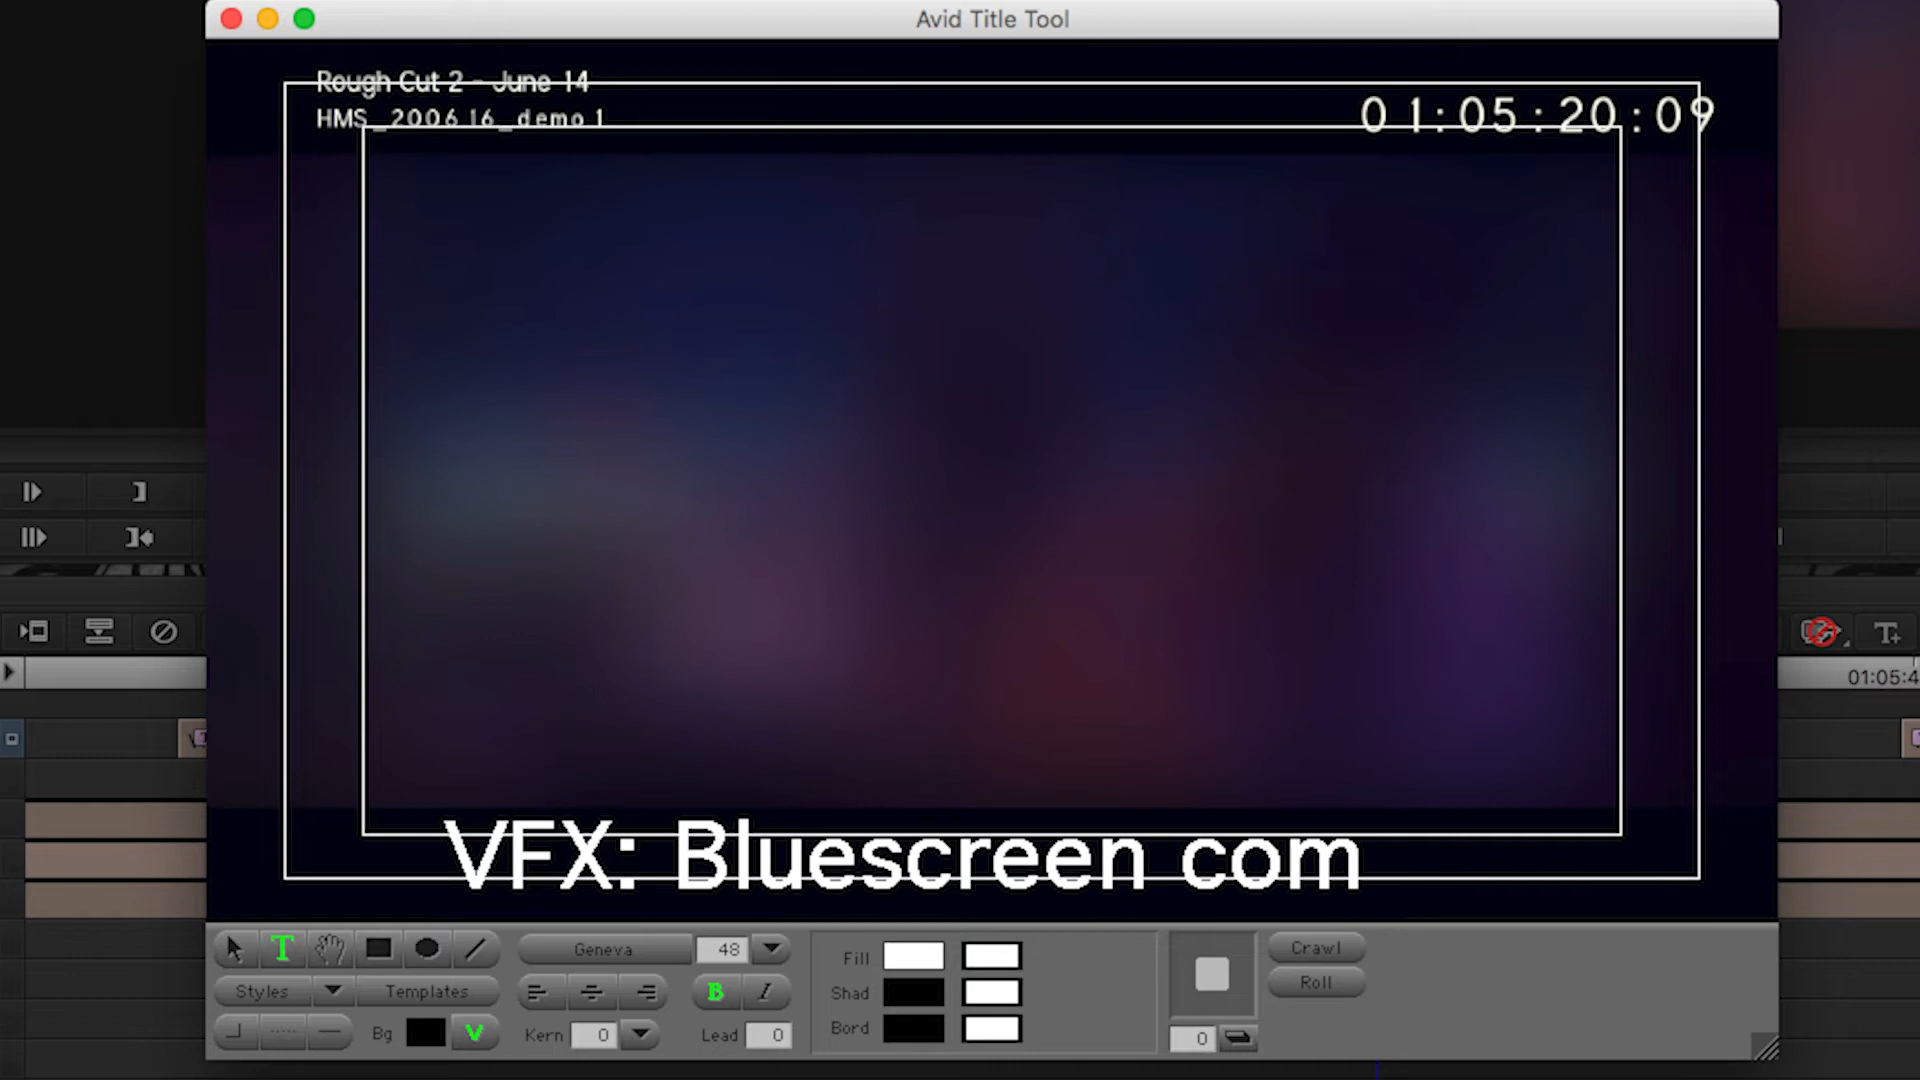 Avid Title Tool
Rough Cut 2 - June 14
HMS_200616_demo1
01:05:20:09
01:05:4
VFX: Bluescreen com
T
Geneva
48
Fill
Crawl
Styles
Templates
B
I
Shad
Roll
Bg
V
Kern
0
Lead
0
Bord
0